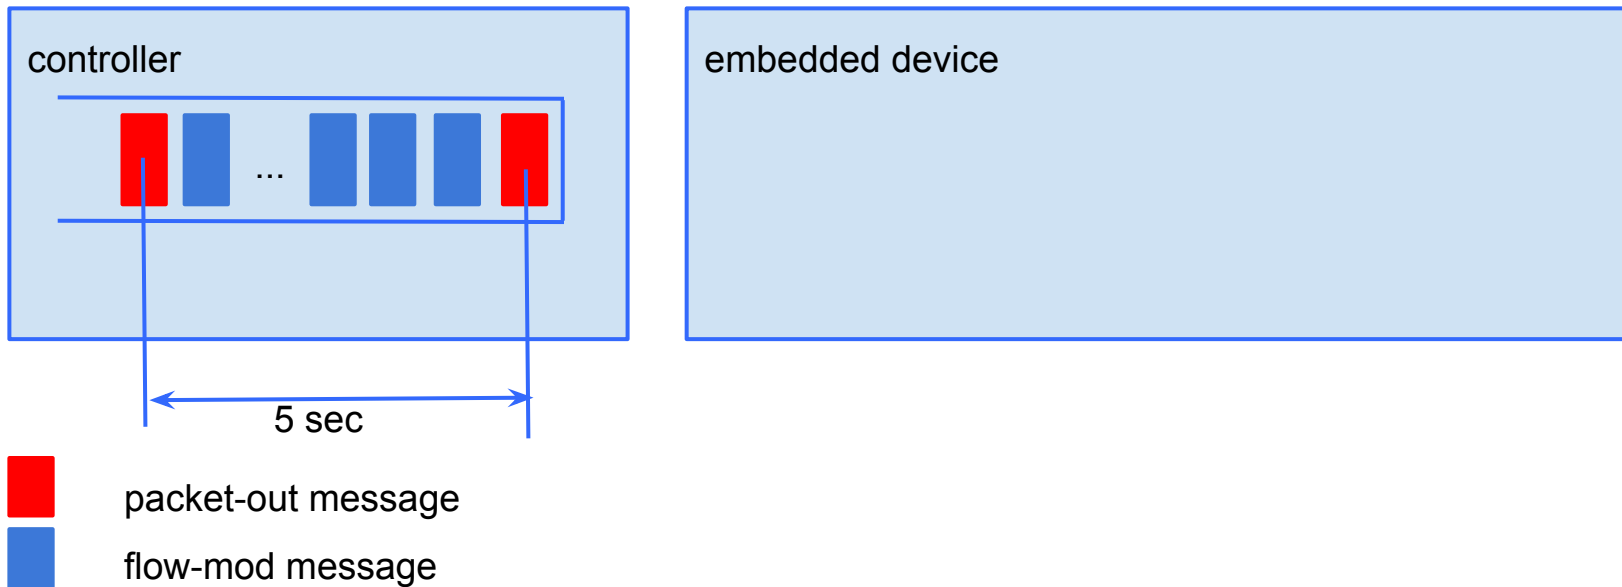 controller
embedded device
...
5 sec
packet-out message
flow-mod message